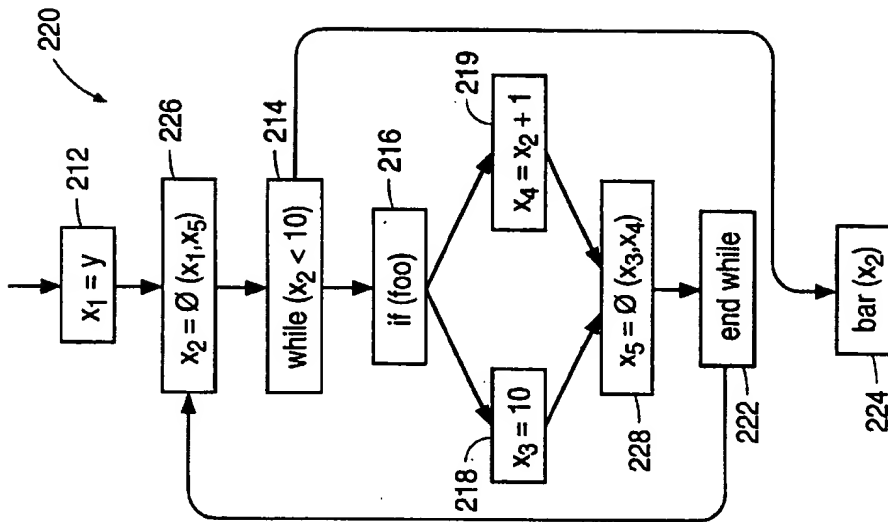 220
212
x1 = y
226
x2 = Ø (x1,x5)
214
while (x2 < 10)
216
if (foo)
218
x3 = 10
219
x4 = x2 + 1
228
x5 = Ø (x3,x4)
222
end while
224
bar (x2)